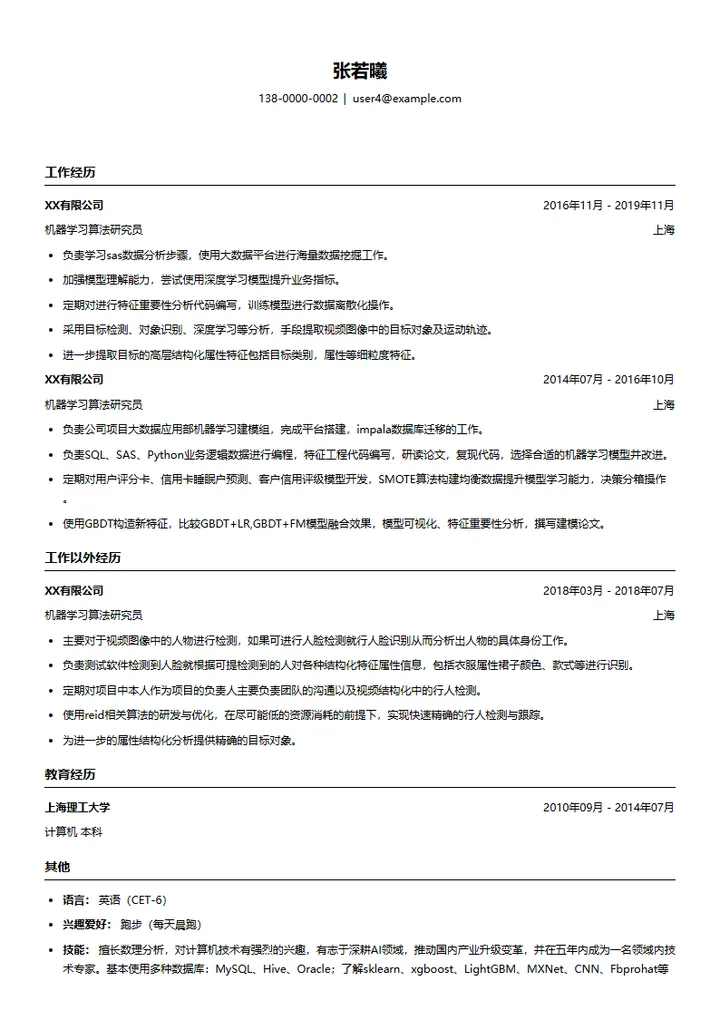 张若曦
138-0000-0002 | user4@example.com
工作经历
XX有限公司 2016年11月 - 2019年11月
机器学习算法研究员 上海
• 负责学习sas数据分析步骤，使用大数据平台进行海量数据挖掘工作。
• 加强模型理解能力，尝试使用深度学习模型提升业务指标。
• 定期对进行特征重要性分析代码编写，训练模型进行数据离散化操作。
• 采用目标检测、对象识别、深度学习等分析，手段提取视频图像中的目标对象及运动轨迹。
• 进一步提取目标的高层结构化属性特征包括目标类别，属性等细粒度特征。
XX有限公司 2014年07月 - 2016年10月
机器学习算法研究员 上海
• 负责公司项目大数据应用部机器学习建模组，完成平台搭建，impala数据库迁移的工作。
• 负责SQL、SAS、Python业务逻辑数据进行编程，特征工程代码编写，研读论文，复现代码，选择合适的机器学习模型并改进。
• 定期对用户评分卡、信用卡睡眠户预测、客户信用评级模型开发，SMOTE算法构建均衡数据提升模型学习能力，决策分箱操作
。
• 使用GBDT构造新特征，比较GBDT+LR,GBDT+FM模型融合效果，模型可视化、特征重要性分析，撰写建模论文。
工作以外经历
XX有限公司 2018年03月 - 2018年07月
机器学习算法研究员 上海
• 主要对于视频图像中的人物进行检测，如果可进行人脸检测就行人脸识别从而分析出人物的具体身份工作。
• 负责测试软件检测到人脸就根据可提检测到的人对各种结构化特征属性信息，包括衣服属性裙子颜色、款式等进行识别。
• 定期对项目中本人作为项目的负责人主要负责团队的沟通以及视频结构化中的行人检测。
• 使用reid相关算法的研发与优化，在尽可能低的资源消耗的前提下，实现快速精确的行人检测与跟踪。
• 为进一步的属性结构化分析提供精确的目标对象。
教育经历
上海理工大学 2010年09月 - 2014年07月
计算机 本科
其他
• 语言： 英语（CET-6）
• 兴趣爱好： 跑步（每天晨跑）
• 技能： 擅长数理分析，对计算机技术有强烈的兴趣，有志于深耕AI领域，推动国内产业升级变革，并在五年内成为一名领域内技
术专家。基本使用多种数据库：MySQL、Hive、Oracle；了解sklearn、xgboost、LightGBM、MXNet、CNN、Fbprohat等